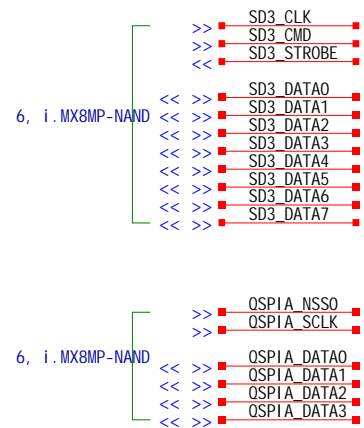 >> SD3_CLK
>> SD3_CMD
<< SD3_STROBE
<< >> SD3_DATA0
<< >> SD3_DATA1
6, i.MX8MP-NAND << >> SD3_DATA2
<< >> SD3_DATA3
<< >> SD3_DATA4
<< >> SD3_DATA5
<< >> SD3_DATA6
<< >> SD3_DATA7
>> QSPIA_NSS0
>> QSPIA_SCLK
6, i.MX8MP-NAND << >> QSPIA_DATA0
<< >> QSPIA_DATA1
<< >> QSPIA_DATA2
<< >> QSPIA_DATA3